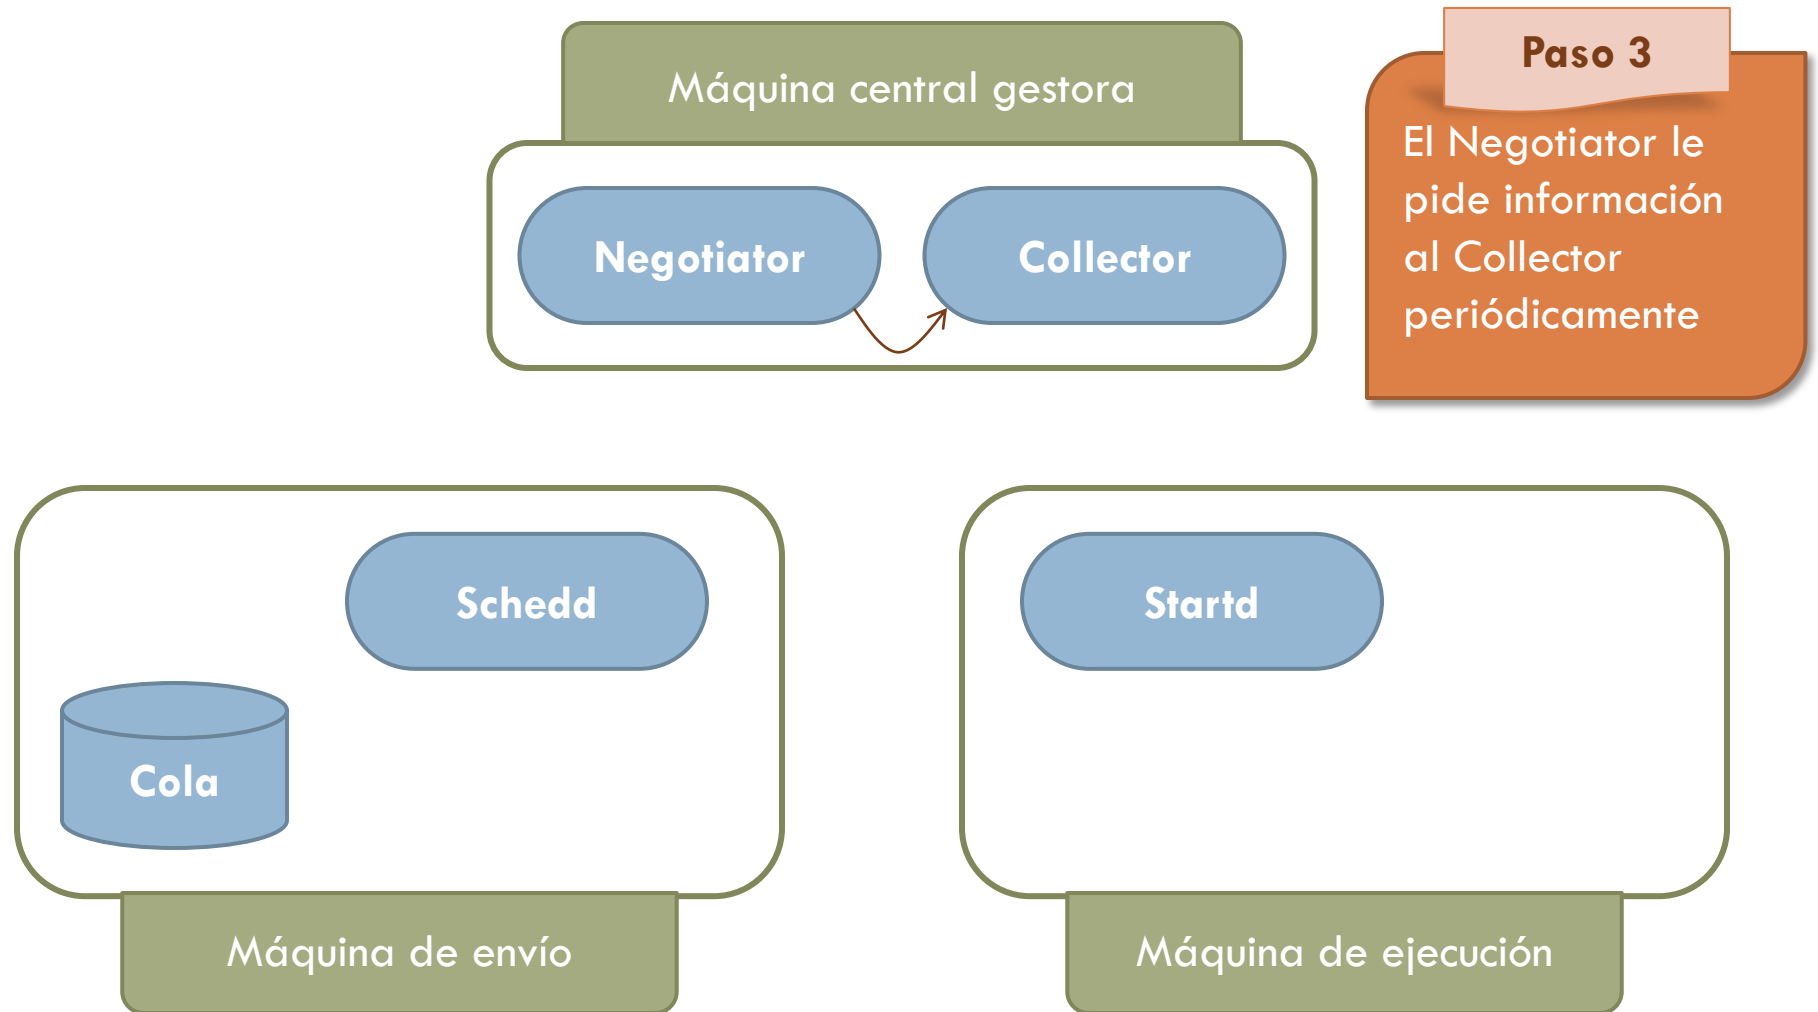 Máquina central gestora
Negotiator
Collector
Paso 3
El Negotiator le
pide información
al Collector
periódicamente
Schedd
Cola
Máquina de envío
Startd
Máquina de ejecución